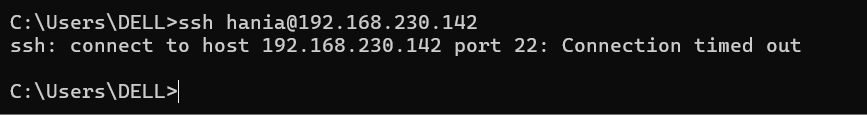 C:\Users\DELL>ssh hania@192.168.230.142
ssh: connect to host 192.168.230.142 port 22: Connection timed out
C:\Users\DELL>